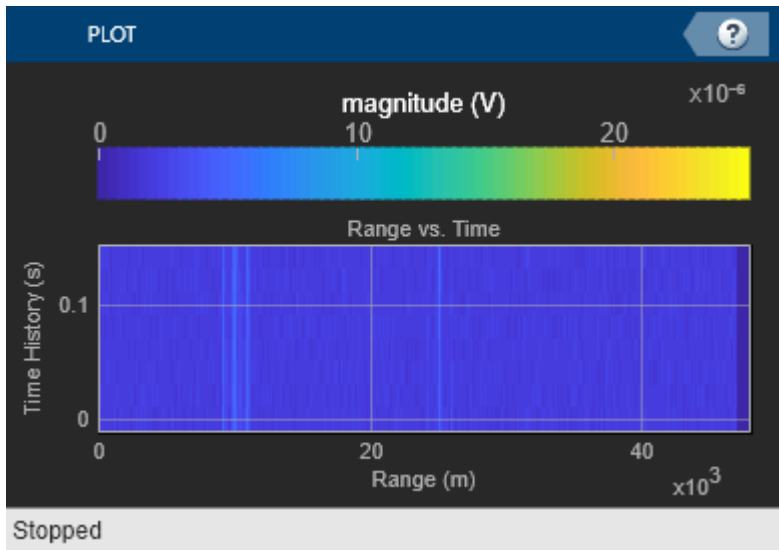 PLOT
?
magnitude (V)
x10⁻⁶
0 10 20
Range vs. Time
Time History (s)
0.1
0
0 20 40
Range (m)
x10³
Stopped